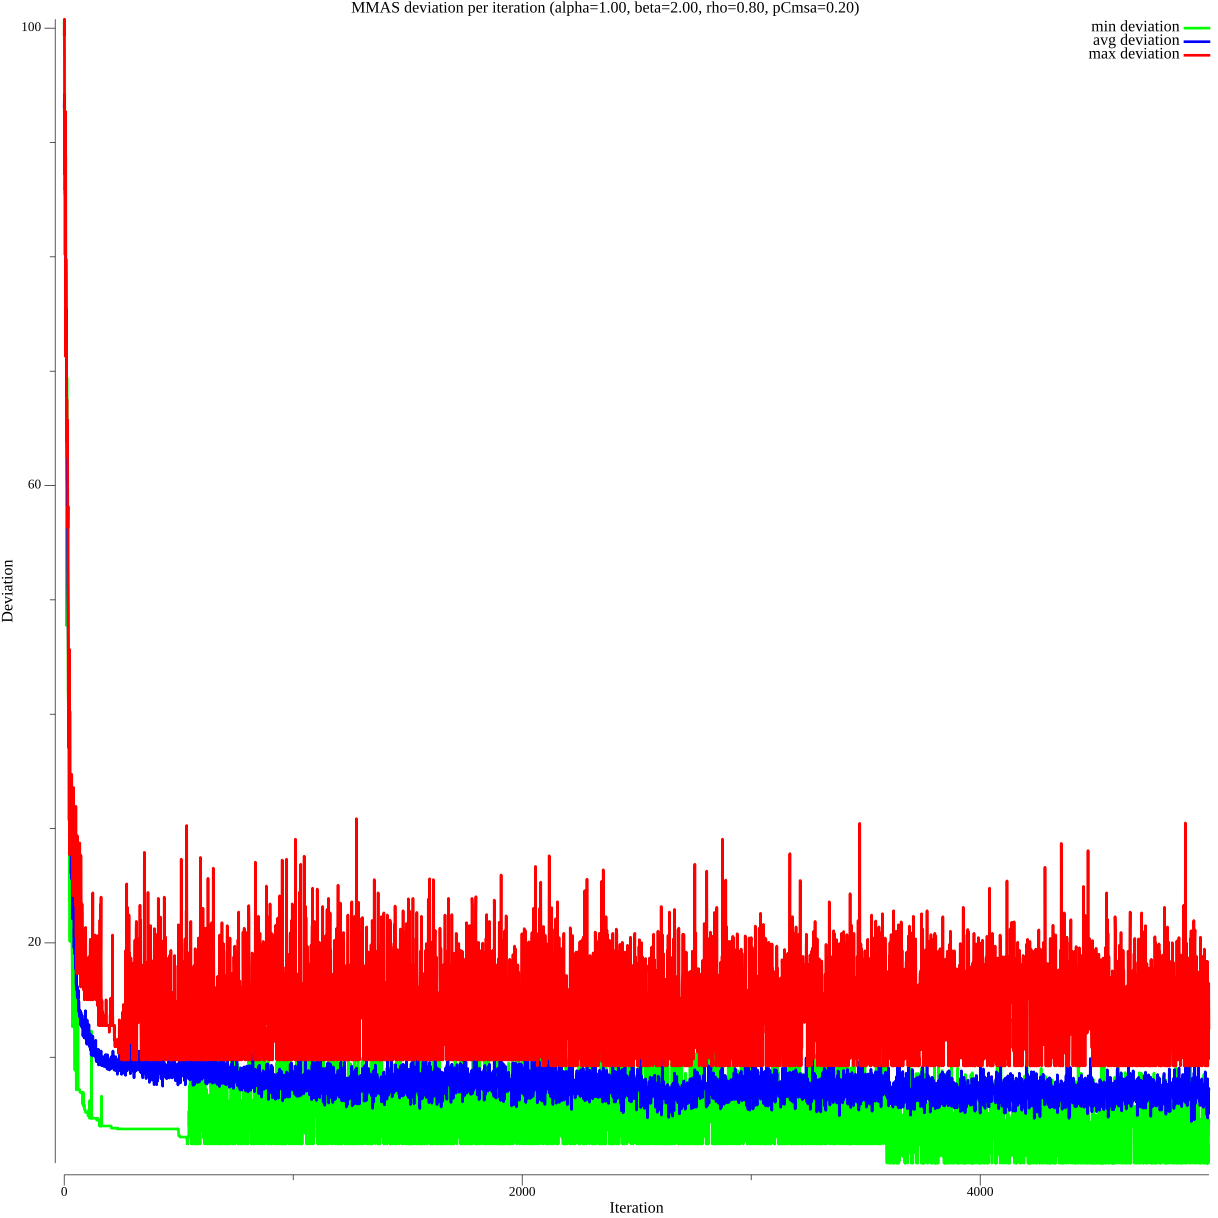 MMAS deviation per iteration (alpha=1.00, beta=2.00, rho=0.80, pCmsa=0.20)
min deviation
avg deviation
max deviation
100
60
20
Deviation
0
2000
4000
Iteration